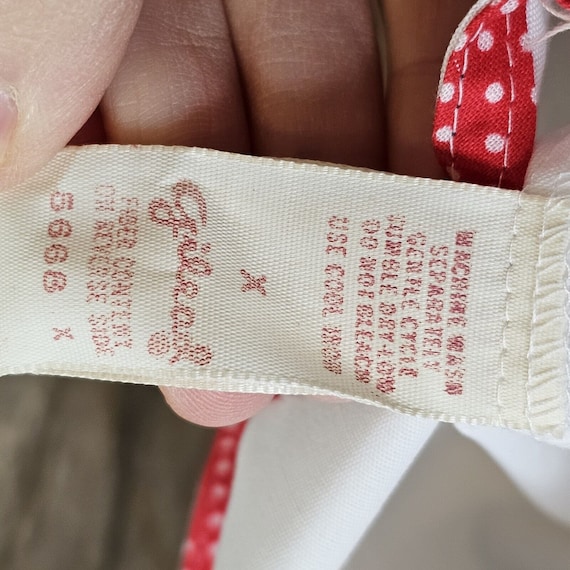 MACHINE WASH
SEPARATELY
GENTLE CYCLE
TUMBLE DRY LOW
DO NOT BLEACH
USE COOL IRON
X
FIBER CONTENT
ON REVERSE SIDE
5666 X